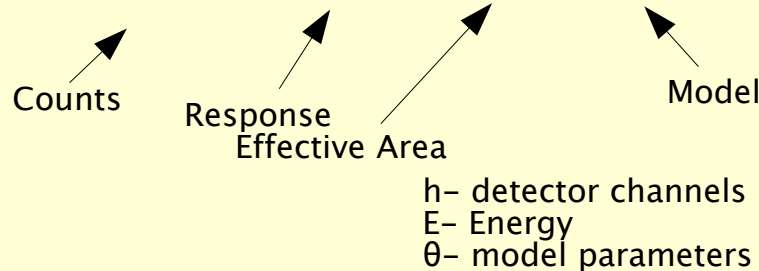 Counts
Response
Effective Area
Model
h– detector channels
E– Energy
θ– model parameters